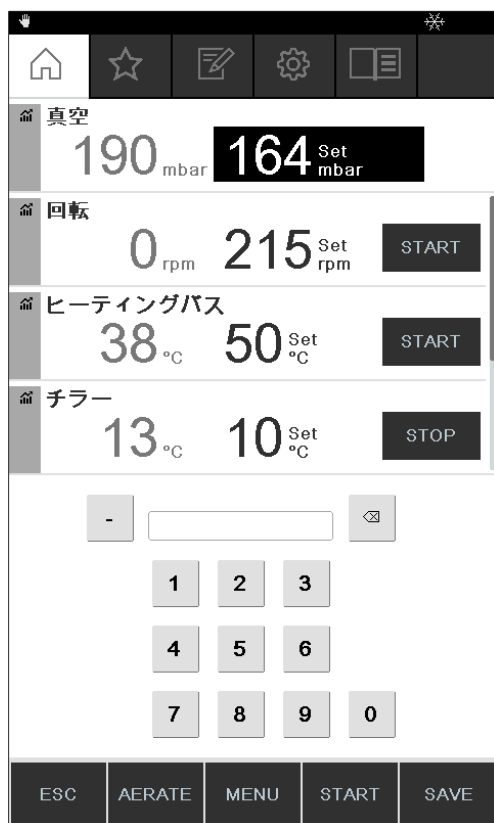 真空
190 mbar 164 Set mbar
回転
0 rpm 215 Set rpm START
ヒーティングバス
38 °C 50 Set °C START
チラー
13 °C 10 Set °C STOP
-
1 2 3
4 5 6
7 8 9 0
ESC AERATE MENU START SAVE